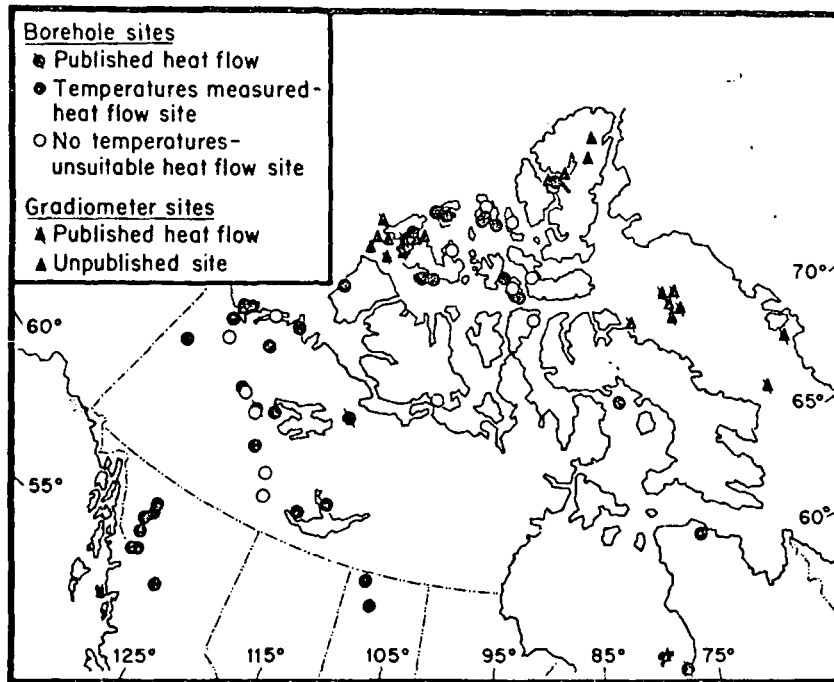 Borehole sites
Published heat flow
Temperatures measured-
heat flow site
No temperatures-
unsuitable heat flow site
Gradiometer sites
Published heat flow
Unpublished site
60°
55°
70°
65°
60°
125°
115°
105°
95°
85°
75°